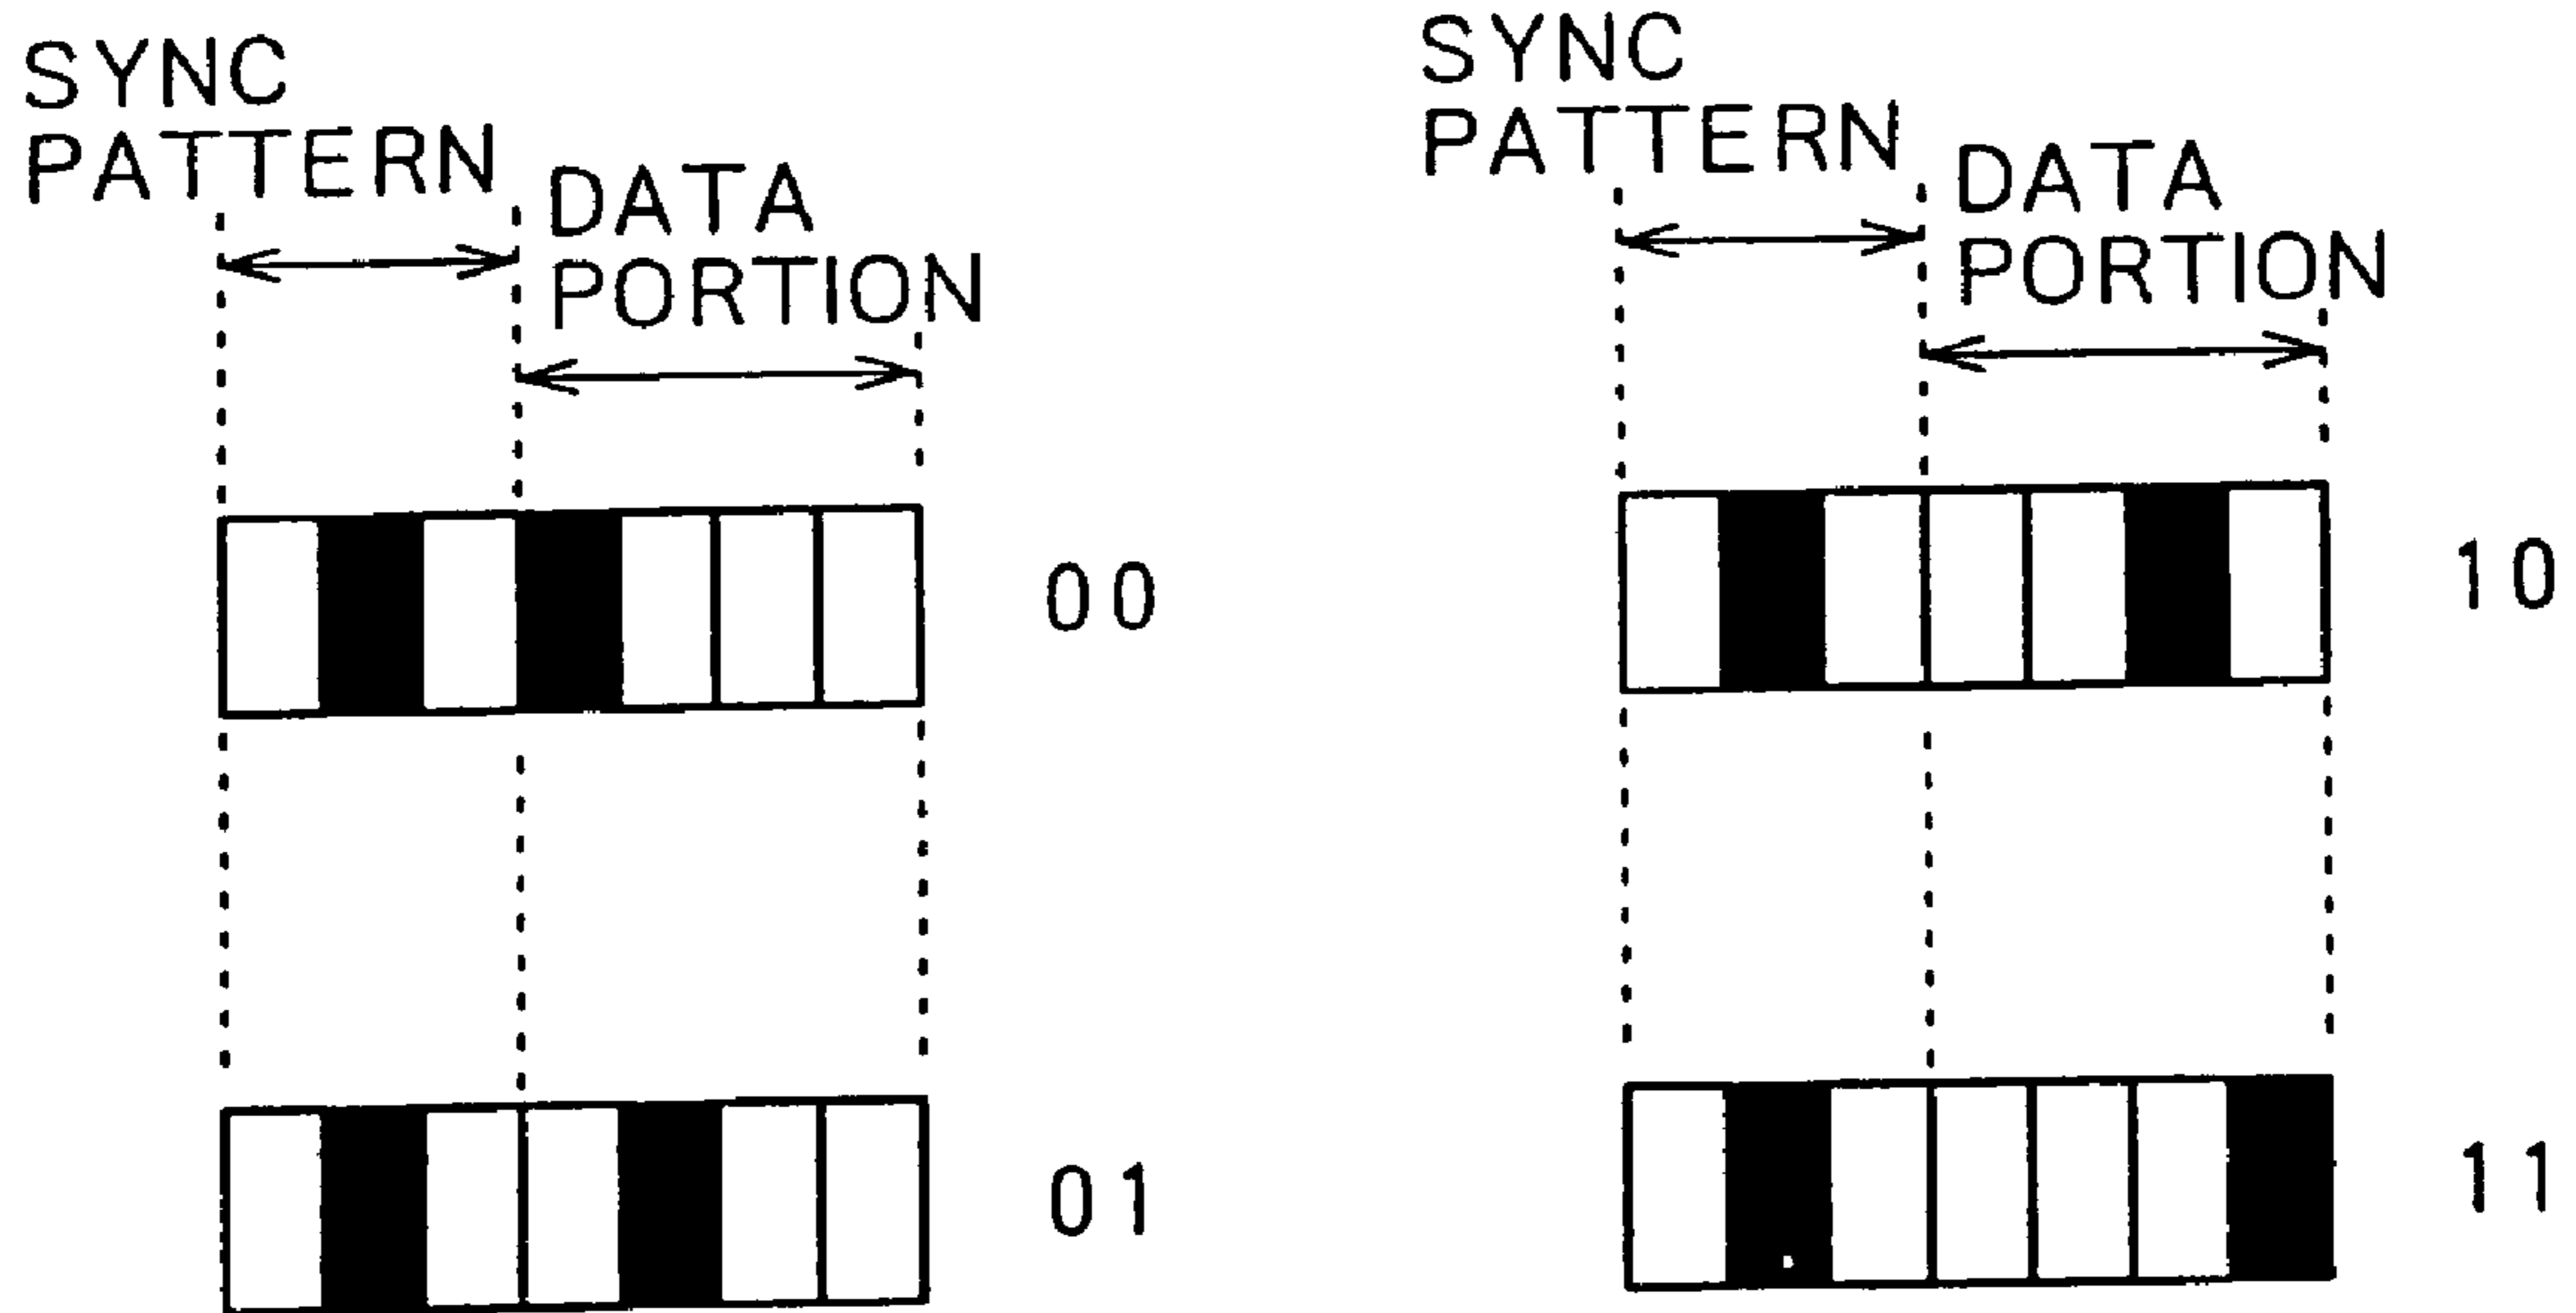 SYNC
PATTERN
DATA
PORTION
00
01
SYNC
PATTERN
DATA
PORTION
10
11